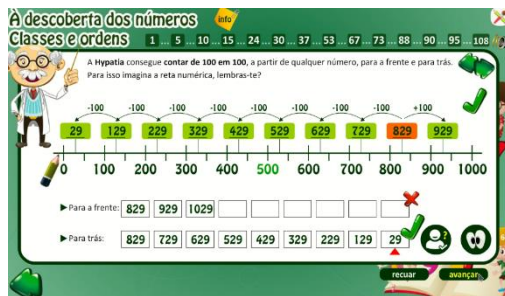 À descoberta dos números
info
Classes e ordens
1 ... 5 ... 10 ... 15 ... 24 ... 30 ... 37 ... 53 ... 67 ... 73 ... 88 ... 90 ... 95 ... 108
A Hypatia consegue contar de 100 em 100, a partir de qualquer número, para a frente e para trás.
Para isso imagina a reta numérica, lembras-te?
-100 -100 -100 -100 -100 -100 -100 -100 +100
29 129 229 329 429 529 629 729 829 929
0 100 200 300 400 500 600 700 800 900 1000
Para a frente: 829 929 1029
Para trás: 829 729 629 529 429 329 229 129 29
recuar avançar